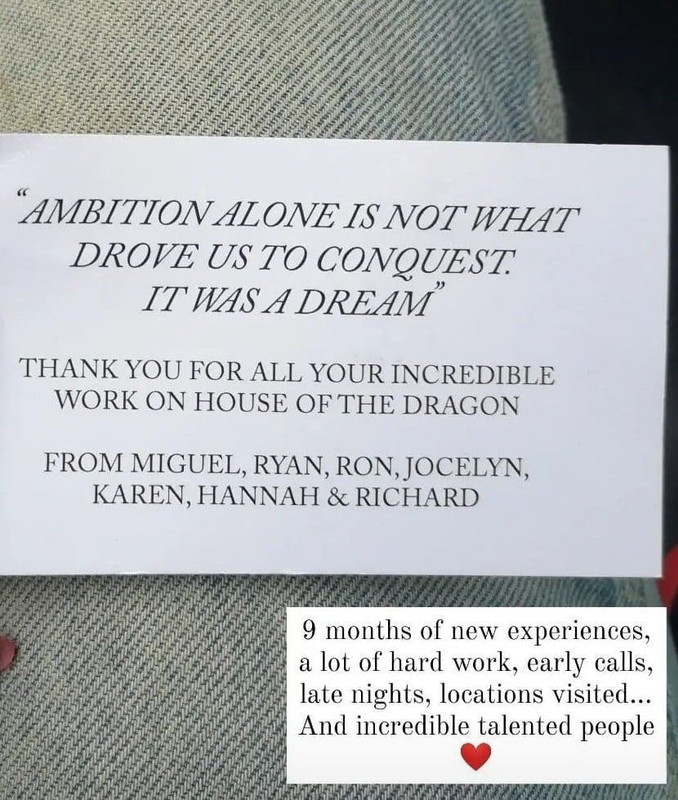 “AMBITION ALONE IS NOT WHAT
DROVE US TO CONQUEST.
IT WAS A DREAM”
THANK YOU FOR ALL YOUR INCREDIBLE
WORK ON HOUSE OF THE DRAGON
FROM MIGUEL, RYAN, RON, JOCELYN,
KAREN, HANNAH & RICHARD
9 months of new experiences,
a lot of hard work, early calls,
late nights, locations visited...
And incredible talented people
❤️